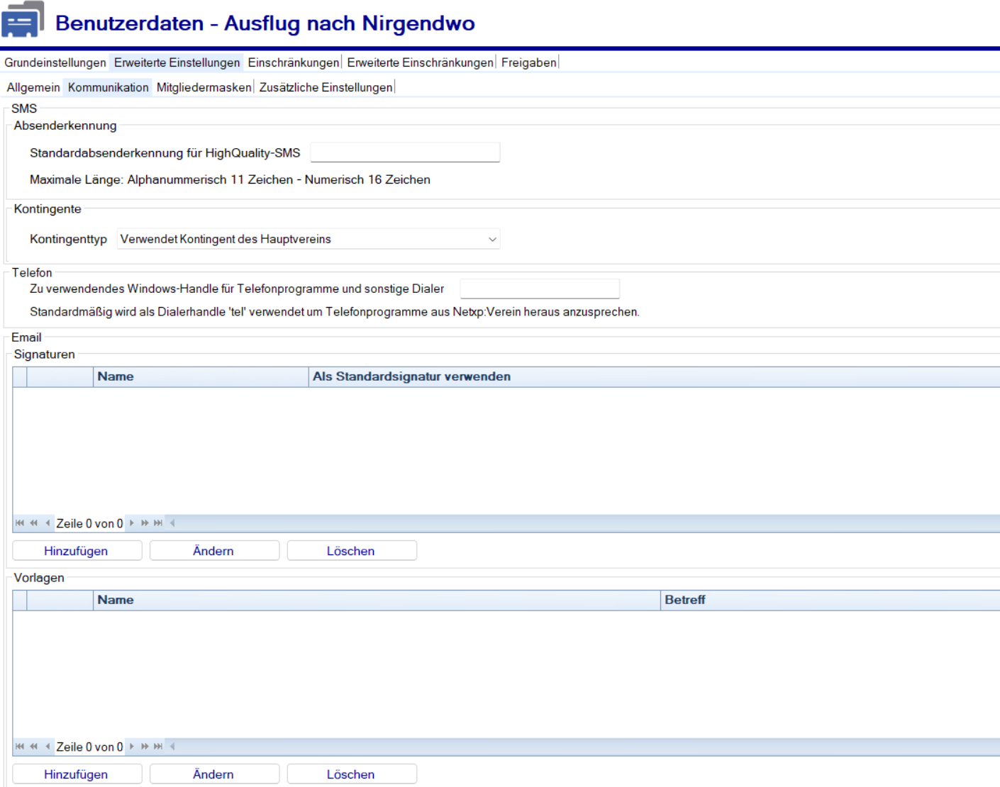 Benutzerdaten - Ausflug nach Nirgendwo
Grundeinstellungen Erweiterte Einstellungen Einschränkungen Erweiterte Einschränkungen Freigaben
Allgemein Kommunikation Mitgliedermasken Zusätzliche Einstellungen
SMS
Absenderkennung
Standardabsenderkennung für HighQuality-SMS
Maximale Länge: Alphanummerisch 11 Zeichen - Numerisch 16 Zeichen
Kontingente
Kontingenttyp Verwendet Kontingent des Hauptvereins
Telefon
Zu verwendendes Windows-Handle für Telefonprogramme und sonstige Dialer
Standardmäßig wird als Dialerhandle 'tel' verwendet um Telefonprogramme aus Netxp:Verein heraus anzusprechen.
Email
Signaturen
Name Als Standardsignatur verwenden
Zeile 0 von 0
Hinzufügen Ändern Löschen
Vorlagen
Name Betreff
Zeile 0 von 0
Hinzufügen Ändern Löschen